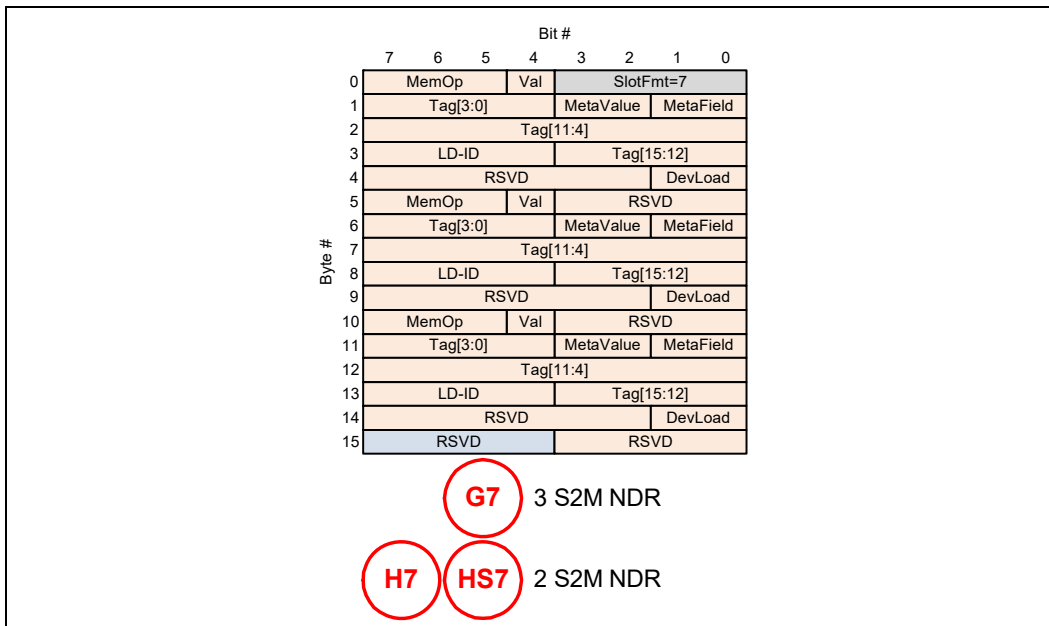 Bit #
7 6 5 4 3 2 1 0
0 MemOp Val SlotFmt=7
1 Tag[3:0] MetaValue MetaField
2 Tag[11:4]
3 LD-ID Tag[15:12]
4 RSVD DevLoad
5 MemOp Val RSVD
6 Tag[3:0] MetaValue MetaField
Byte #
7 Tag[11:4]
8 LD-ID Tag[15:12]
9 RSVD DevLoad
10 MemOp Val RSVD
11 Tag[3:0] MetaValue MetaField
12 Tag[11:4]
13 LD-ID Tag[15:12]
14 RSVD DevLoad
15 RSVD RSVD
G7 3 S2M NDR
H7 HS7 2 S2M NDR